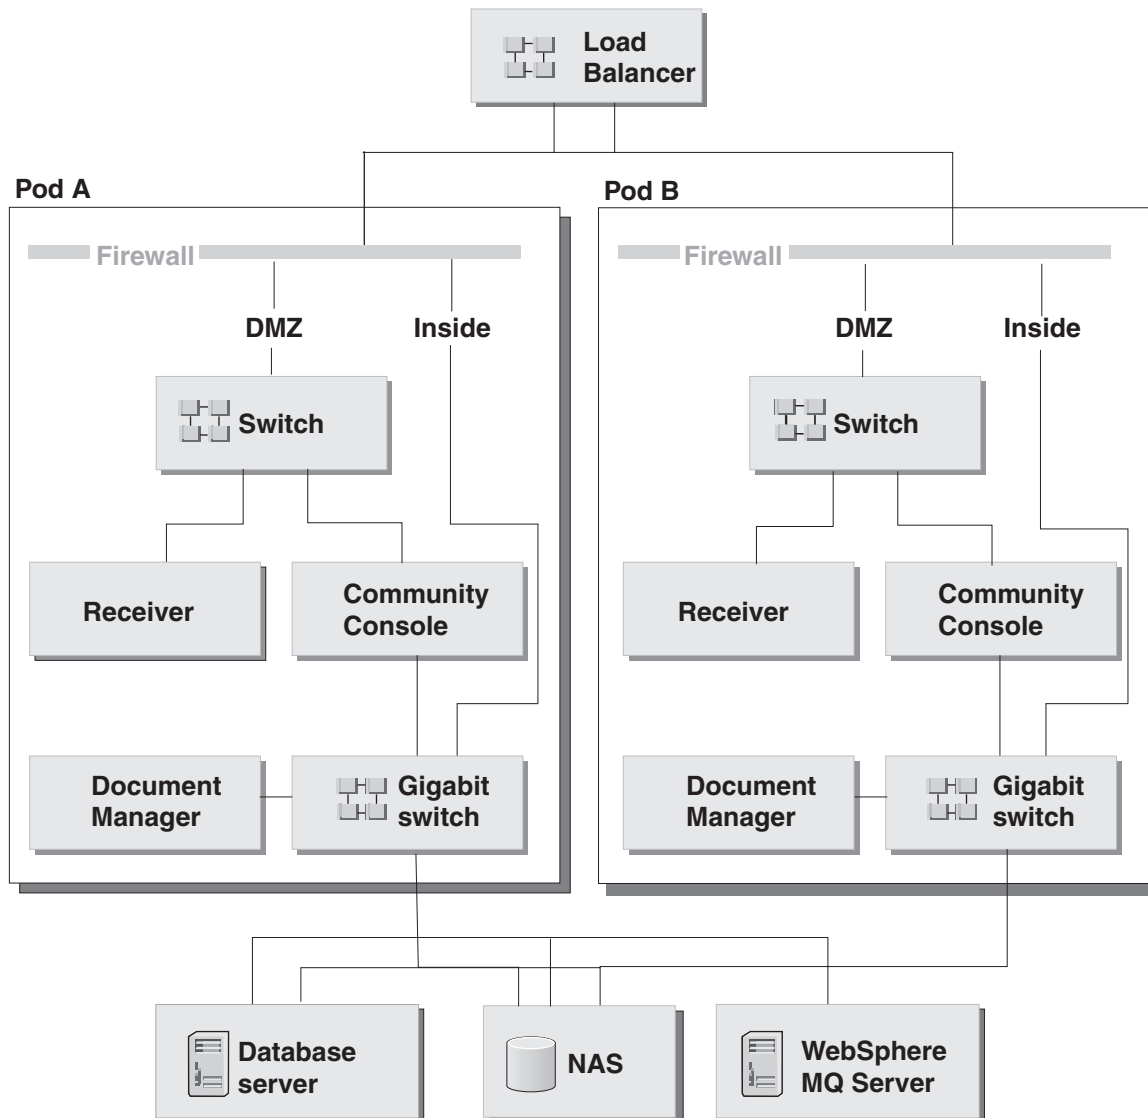 Load
Balancer
Pod A
Pod B
Firewall
Firewall
DMZ
Inside
DMZ
Inside
Switch
Switch
Receiver
Community
Console
Receiver
Community
Console
Document
Manager
Gigabit
switch
Document
Manager
Gigabit
switch
Database
server
NAS
WebSphere
MQ Server